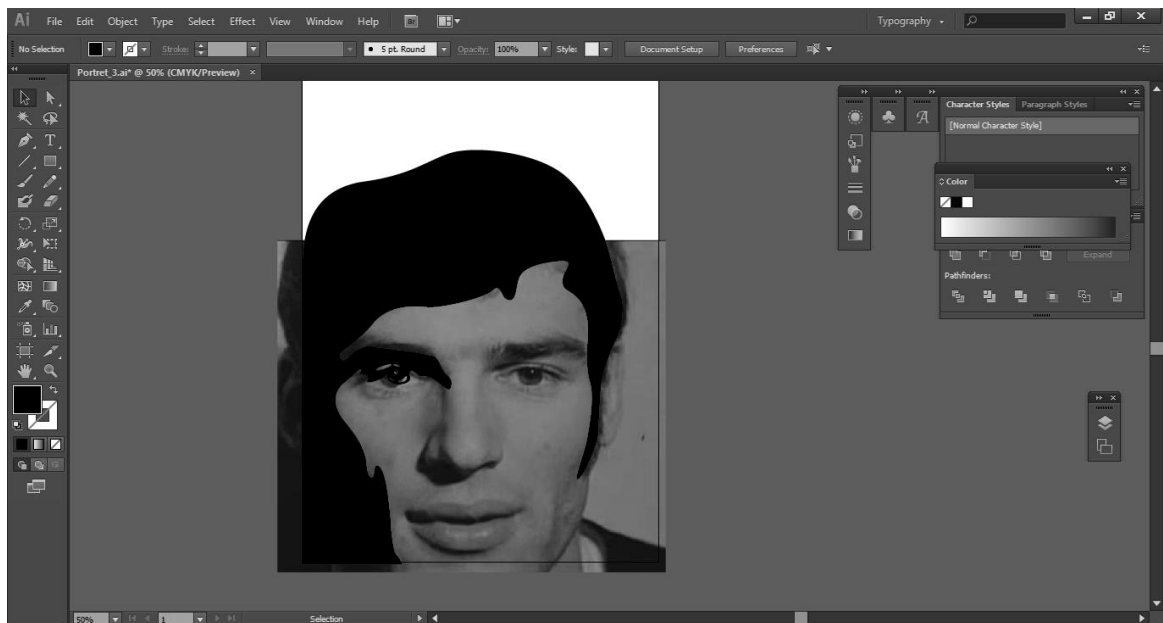 Ai File Edit Object Type Select Effect View Window Help Br Typography
No Selection Stroke: 5 pt. Round Opacity: 100% Style: Document Setup Preferences
Portret_3.ai* @ 50% (CMYK/Preview) ×
Character Styles Paragraph Styles
[Normal Character Style]
Color
Expand
Pathfinders:
50% 1 Selection